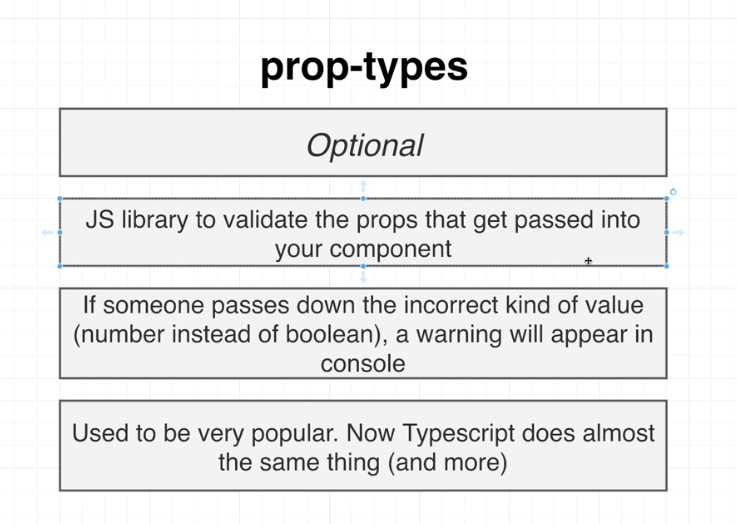 prop-types
Optional
JS library to validate the props that get passed into
your component
If someone passes down the incorrect kind of value
(number instead of boolean), a warning will appear in
console
Used to be very popular. Now Typescript does almost
the same thing (and more)